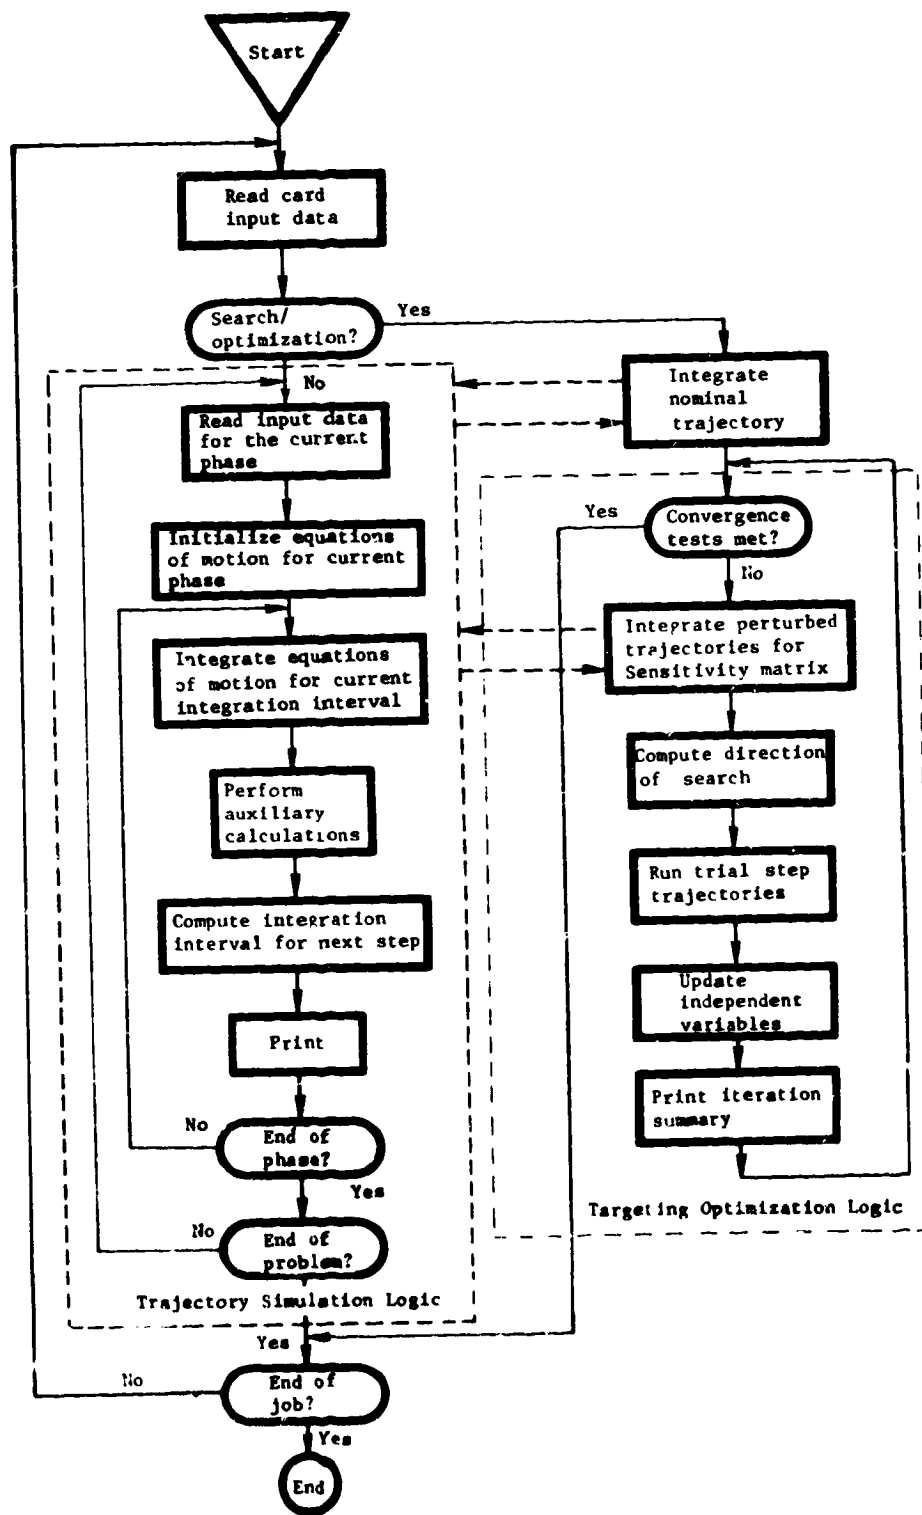 Start
Read card
input data
Search/
optimization?
Yes
No
Read input data
for the current
phase
Initialize equations
of motion for current
phase
Integrate equations
of motion for current
integration interval
Perform
auxiliary
calculations
Compute integration
interval for next step
Print
No
End of
phase?
Yes
No
End of
problem?
Trajectory Simulation Logic
Yes
No
End of
job?
Yes
End
Integrate
nominal
trajectory
Yes
Convergence
tests met?
No
Integrate perturbed
trajectories for
Sensitivity matrix
Compute direction
of search
Run trial step
trajectories
Update
independent
variables
Print iteration
summary
Targeting Optimization Logic